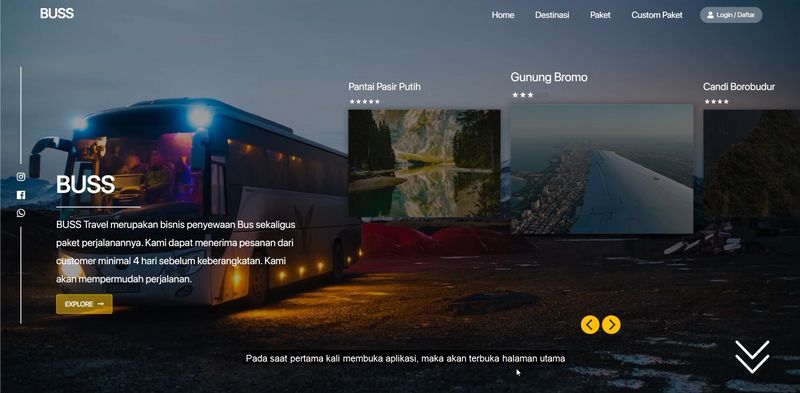 BUSS
Home Destinasi Paket Custom Paket Login / Daftar
Pantai Pasir Putih
Gunung Bromo
Candi Borobudur
BUSS
BUSS Travel merupakan bisnis penyewaan Bus sekaligus
paket perjalanannya. Kami dapat menerima pesanan dari
customer minimal 4 hari sebelum keberangkatan. Kami
akan mempermudah perjalanan.
EXPLORE
Pada saat pertama kali membuka aplikasi, maka akan terbuka halaman utama